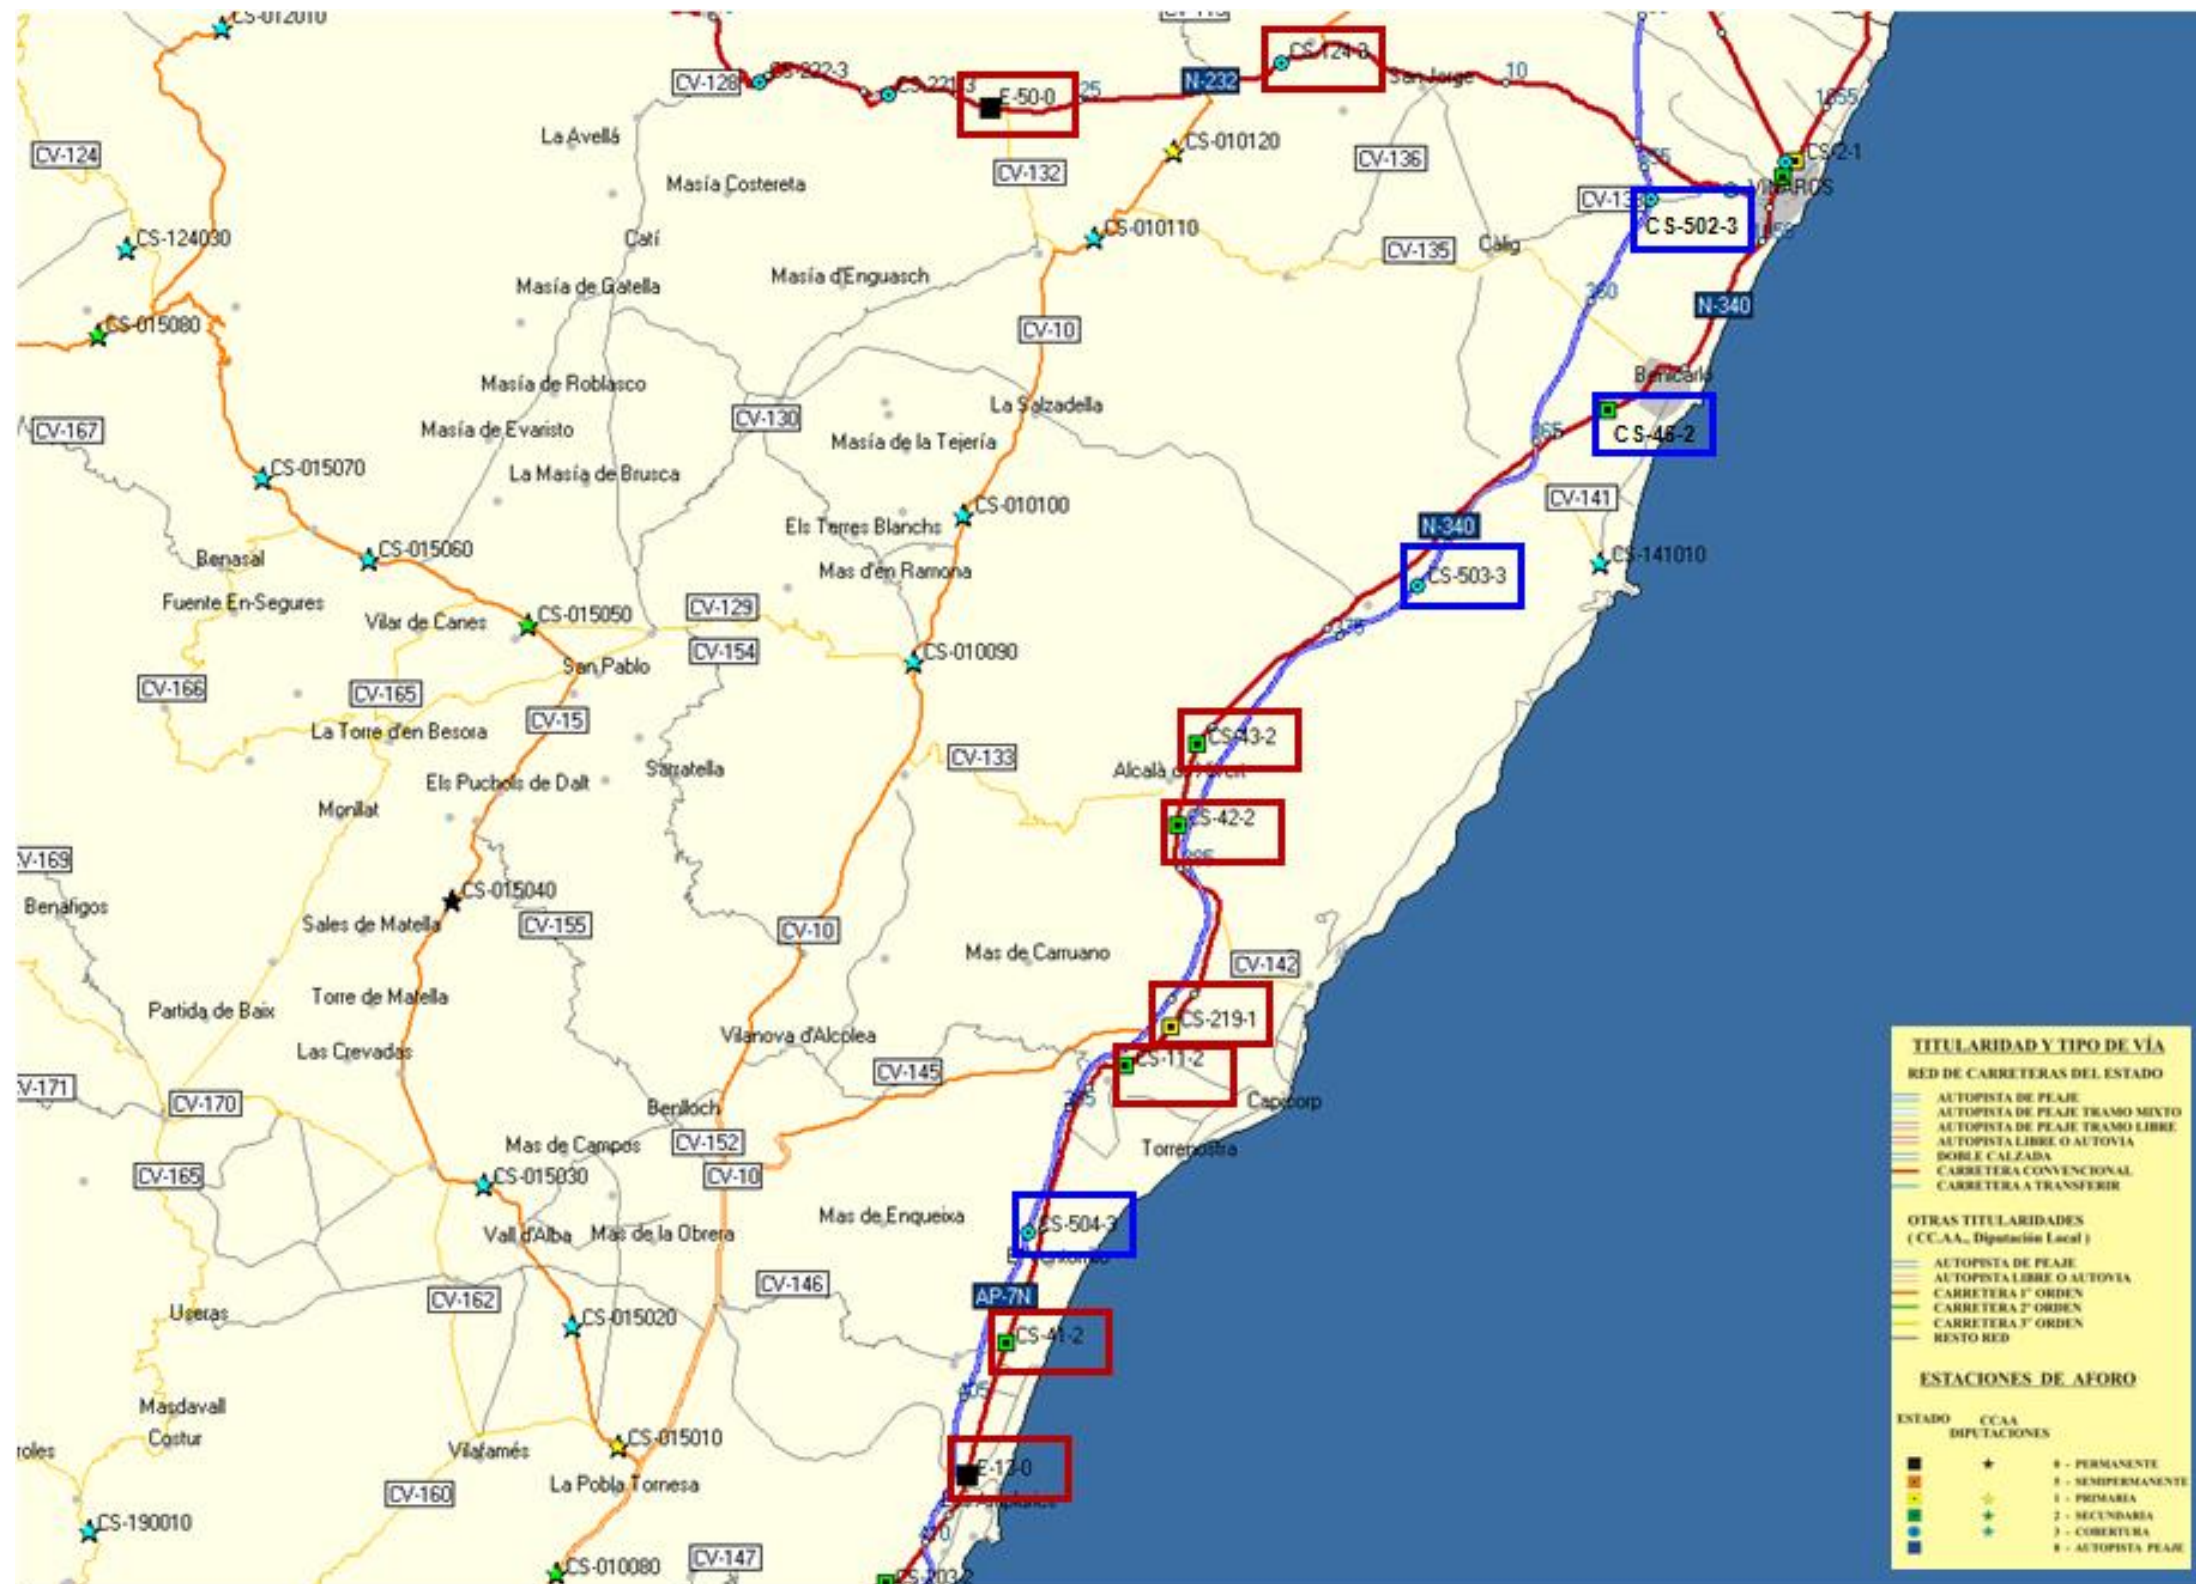 CS-012010
CS-124-3
CS-222-3
CV-128
CS-221-3
E-50-0
25
N-232
San Jorge
10
1055
La Avellá
CV-124
CS-010120
CV-136
CS-2-1
Masía Costereta
CV-132
VINAROS
CS-502-3
CS-124030
Catí
CS-010110
CV-135
Càlig
Masía de Gatella
Masía d'Enguasch
360
N-340
CS-015080
CV-10
Masía de Roblasco
Benicarló
La Salzadella
CV-167
Masía de Evaristo
CV-130
Masía de la Tejería
CS-46-2
CS-015070
La Masía de Brusca
CV-141
CS-010100
Els Terres Blanchs
N-340
Benasal
CS-015060
CS-141010
Mas d'en Ramona
CS-503-3
Fuente En-Segures
Vilar de Canes
CS-015050
CV-129
375
CV-154
CS-010090
San Pablo
CV-166
CV-165
CV-15
La Torre d'en Besora
CS-43-2
Sarratella
CV-133
Els Puchols de Dalt
Monllat
CS-42-2
V-169
CS-015040
Benafigos
Sales de Matella
CV-155
CV-10
Mas de Carruano
CV-142
Torre de Matella
Partida de Baix
CS-219-1
Vilanova d'Alcolea
Las Crevadas
CS-11-2
CV-145
V-171
CV-170
Benlloch
Capicorp
Mas de Campos
CV-152
Torrenostra
CV-165
CS-015030
CV-10
Mas de Enqueixa
CS-504-3
Vall d'Alba
Mas de la Obrera
CV-146
AP-7N
CV-162
Useras
CS-015020
CS-41-2
405
Masdavall
Costur
CS-015010
roles
Vilafamés
E-13-0
La Pobla Tornesa
CV-160
CS-190010
410
CV-147
CS-010080
CS-203-2
TITULARIDAD Y TIPO DE VÍA
RED DE CARRETERAS DEL ESTADO
AUTOPISTA DE PEAJE
AUTOPISTA DE PEAJE TRAMO MIXTO
AUTOPISTA DE PEAJE TRAMO LIBRE
AUTOPISTA LIBRE O AUTOVIA
DOBLE CALZADA
CARRETERA CONVENCIONAL
CARRETERA A TRANSFERIR
OTRAS TITULARIDADES
( CC.AA., Diputación Local )
AUTOPISTA DE PEAJE
AUTOPISTA LIBRE O AUTOVIA
CARRETERA 1º ORDEN
CARRETERA 2º ORDEN
CARRETERA 3º ORDEN
RESTO RED
ESTACIONES DE AFORO
ESTADO CCAA
DIPUTACIONES
0 - PERMANENTE
5 - SEMIPERMANENTE
1 - PRIMARIA
2 - SECUNDARIA
3 - COBERTURA
8 - AUTOPISTA PEAJE